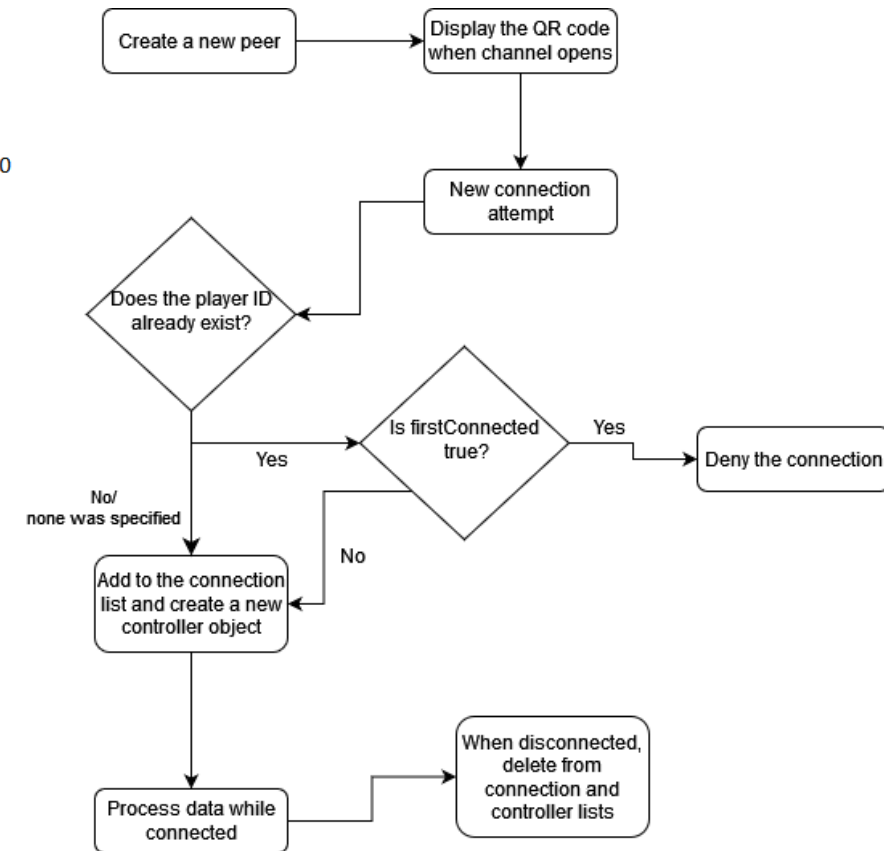 Create a new peer
Display the QR code
when channel opens
0
New connection
attempt
Does the player ID
already exist?
Is firstConnected
true?
Yes
Deny the connection
Yes
No/
none was specified
No
Add to the connection
list and create a new
controller object
When disconnected,
delete from
connection and
controller lists
Process data while
connected